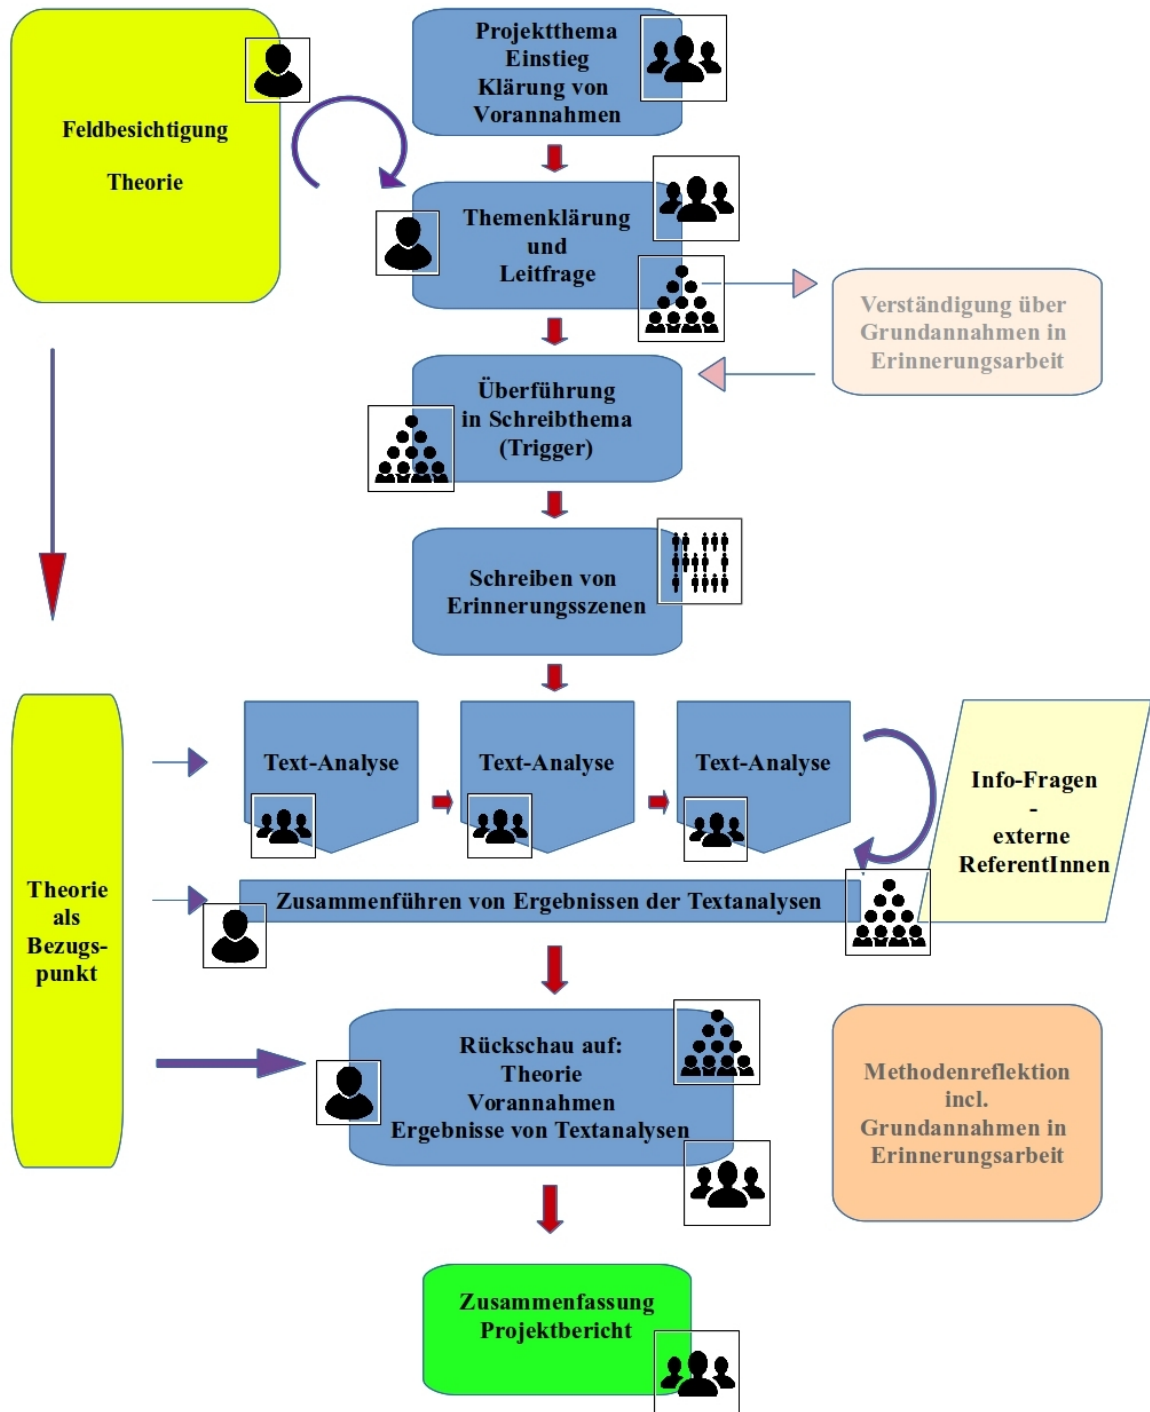 Feldbesichtigung
Theorie
Projektthema
Einstieg
Klärung von
Vorannahmen
Themenklärung
und
Leitfrage
Verständigung über
Grundannahmen in
Erinnerungsarbeit
Überführung
in Schreibthema
(Trigger)
Schreiben von
Erinnerungsszenen
Text-Analyse
Text-Analyse
Text-Analyse
Info-Fragen
-
externe
ReferentInnen
Theorie
als
Bezugs-
punkt
Zusammenführen von Ergebnissen der Textanalysen
Rückschau auf:
Theorie
Vorannahmen
Ergebnisse von Textanalysen
Methodenreflektion
incl.
Grundannahmen in
Erinnerungsarbeit
Zusammenfassung
Projektbericht